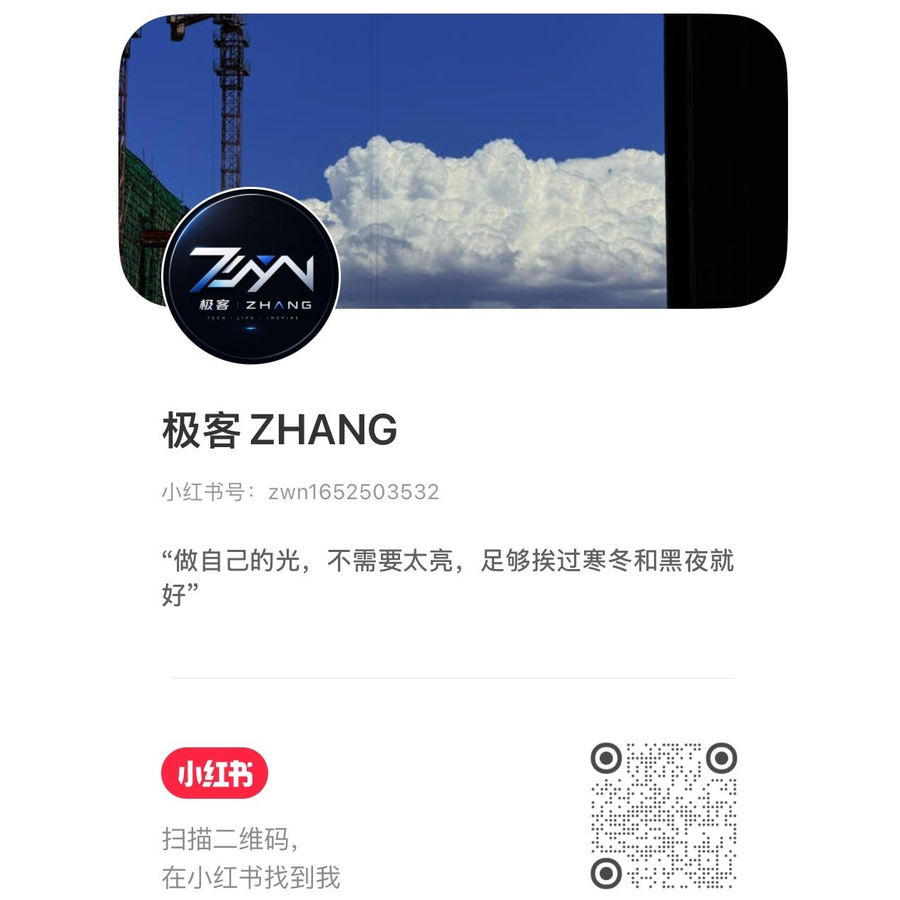 ZWN
极客 | ZHANG
TECH · LIFE · INSPIRE
极客 ZHANG
小红书号：zwn1652503532
“做自己的光，不需要太亮，足够挨过寒冬和黑夜就
好”
小红书
扫描二维码，
在小红书找到我